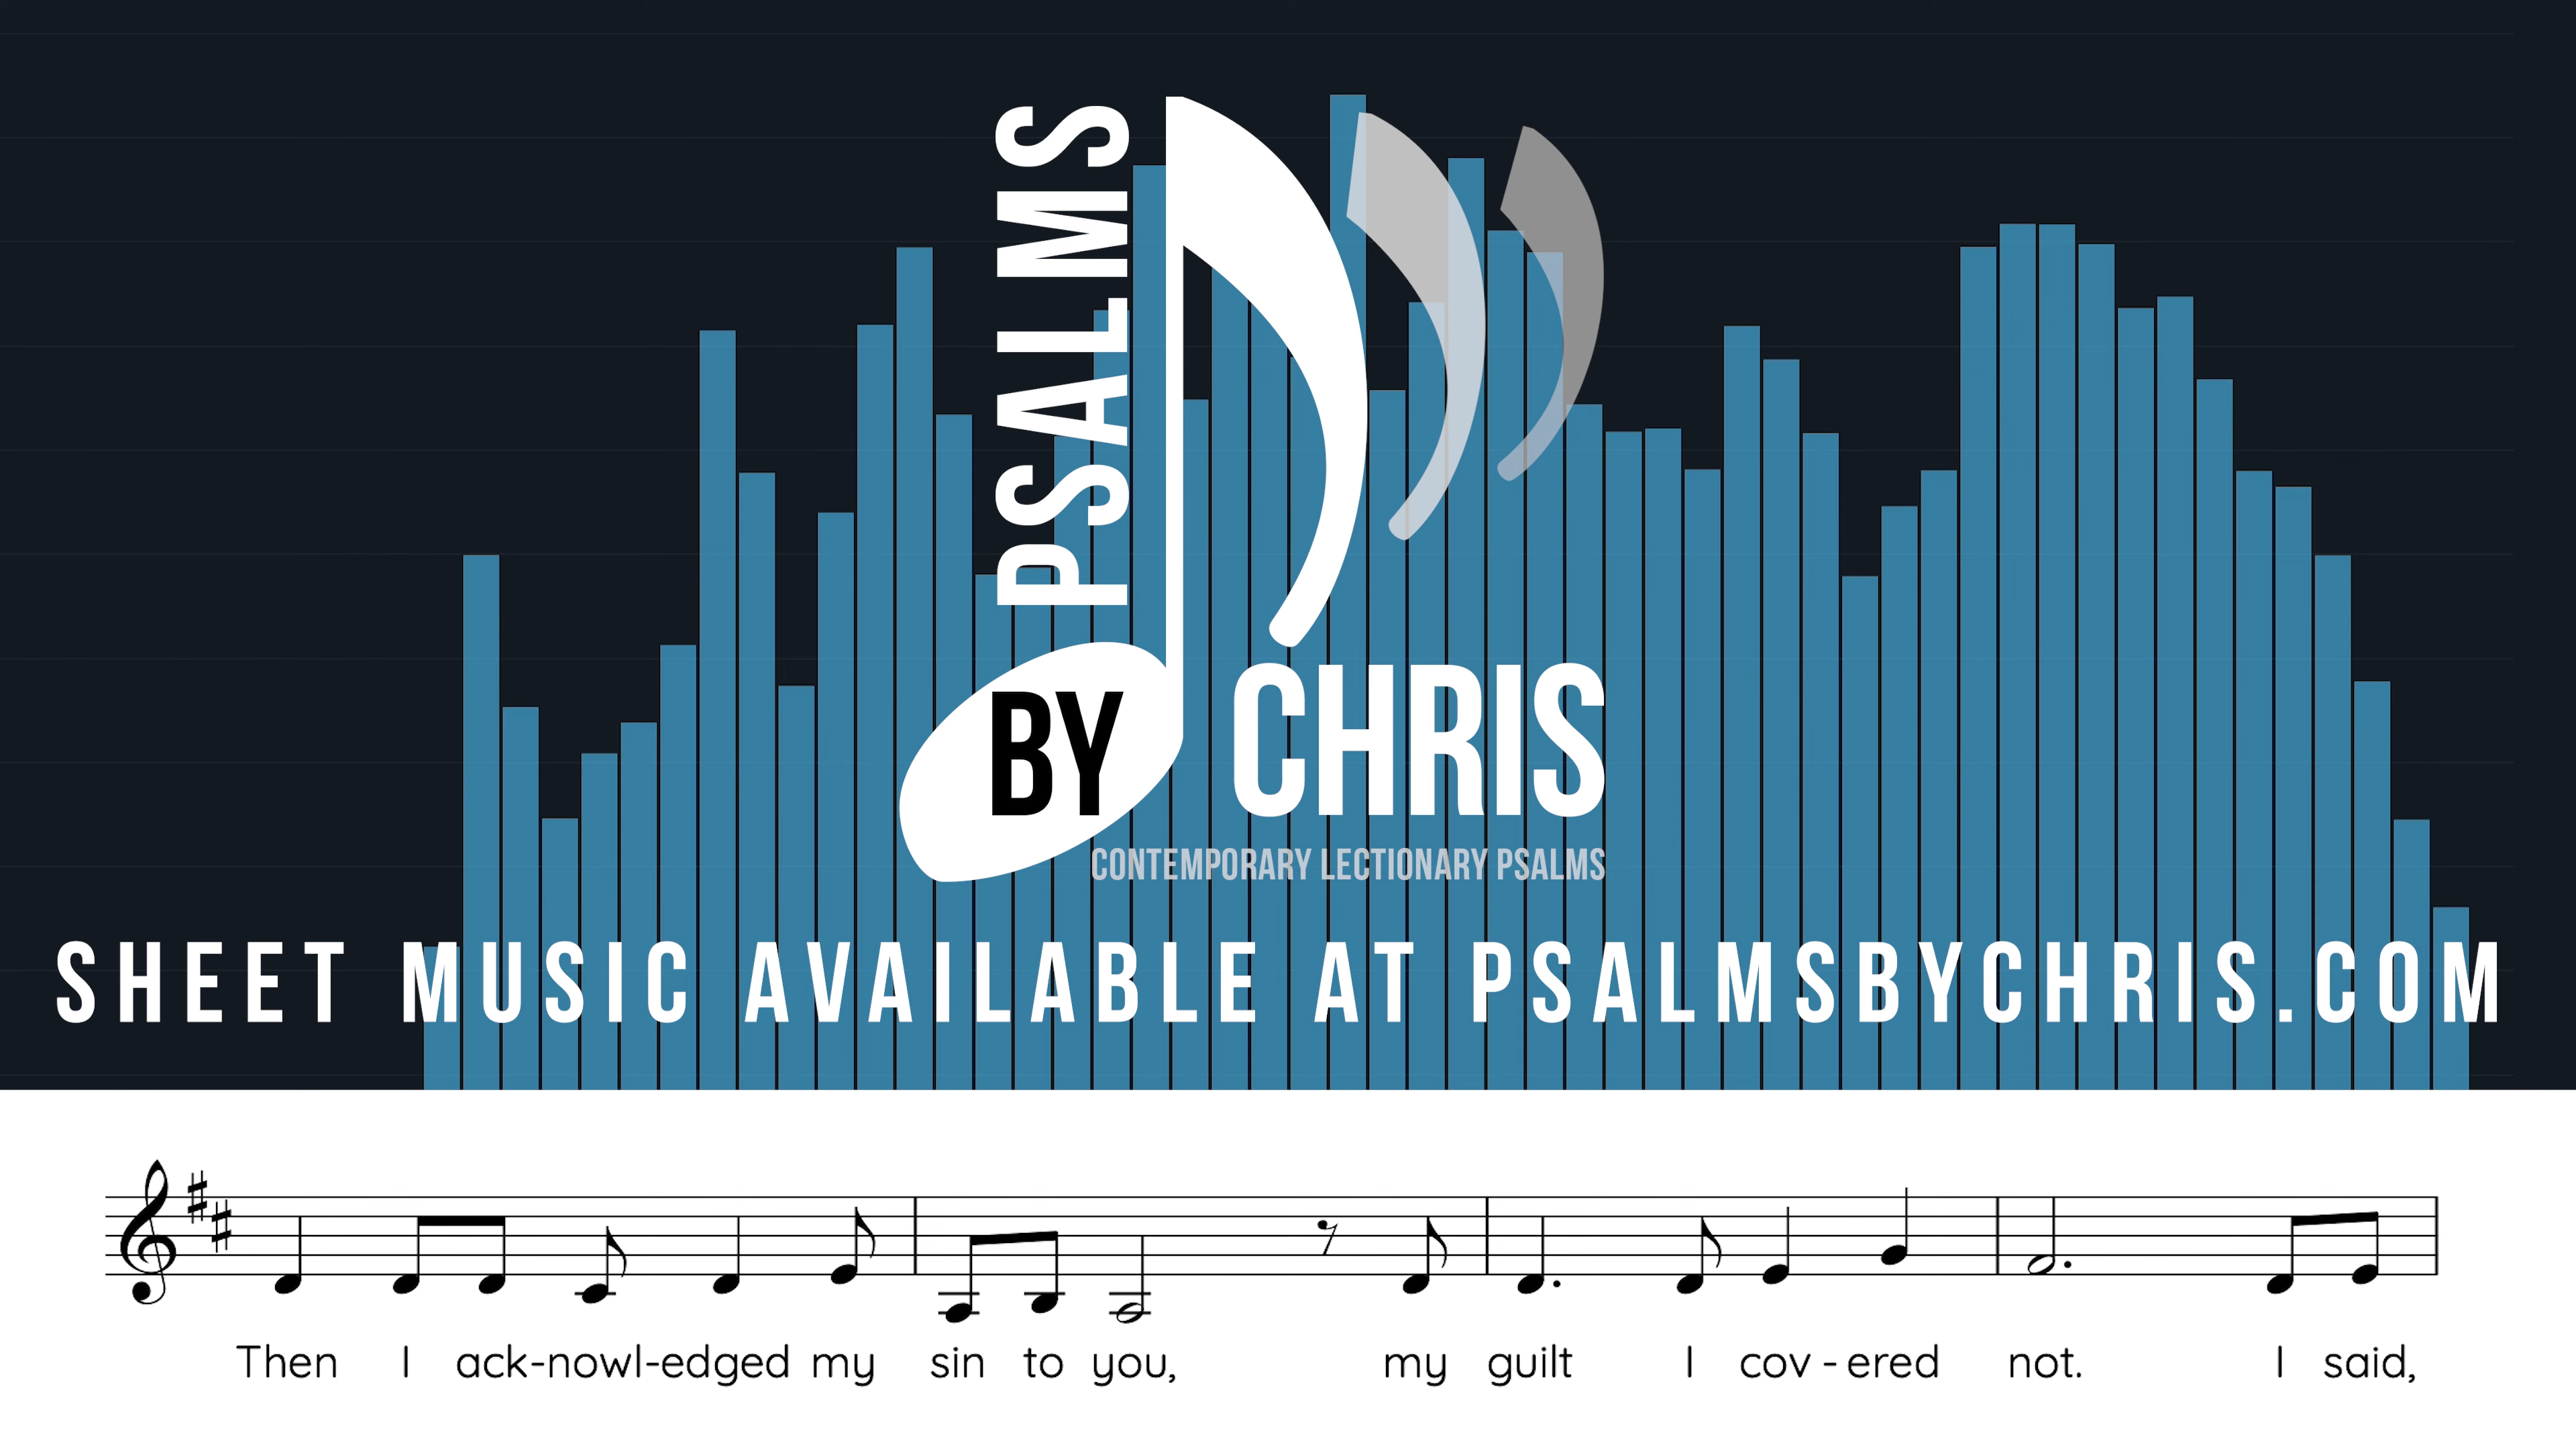 PSALMS
BY CHRIS
CONTEMPORARY LECTIONARY PSALMS
SHEET MUSIC AVAILABLE AT PSALMSBYCHRIS.COM
Then I ack-nowl-edged my sin to you, my guilt I cov-ered not. I said,